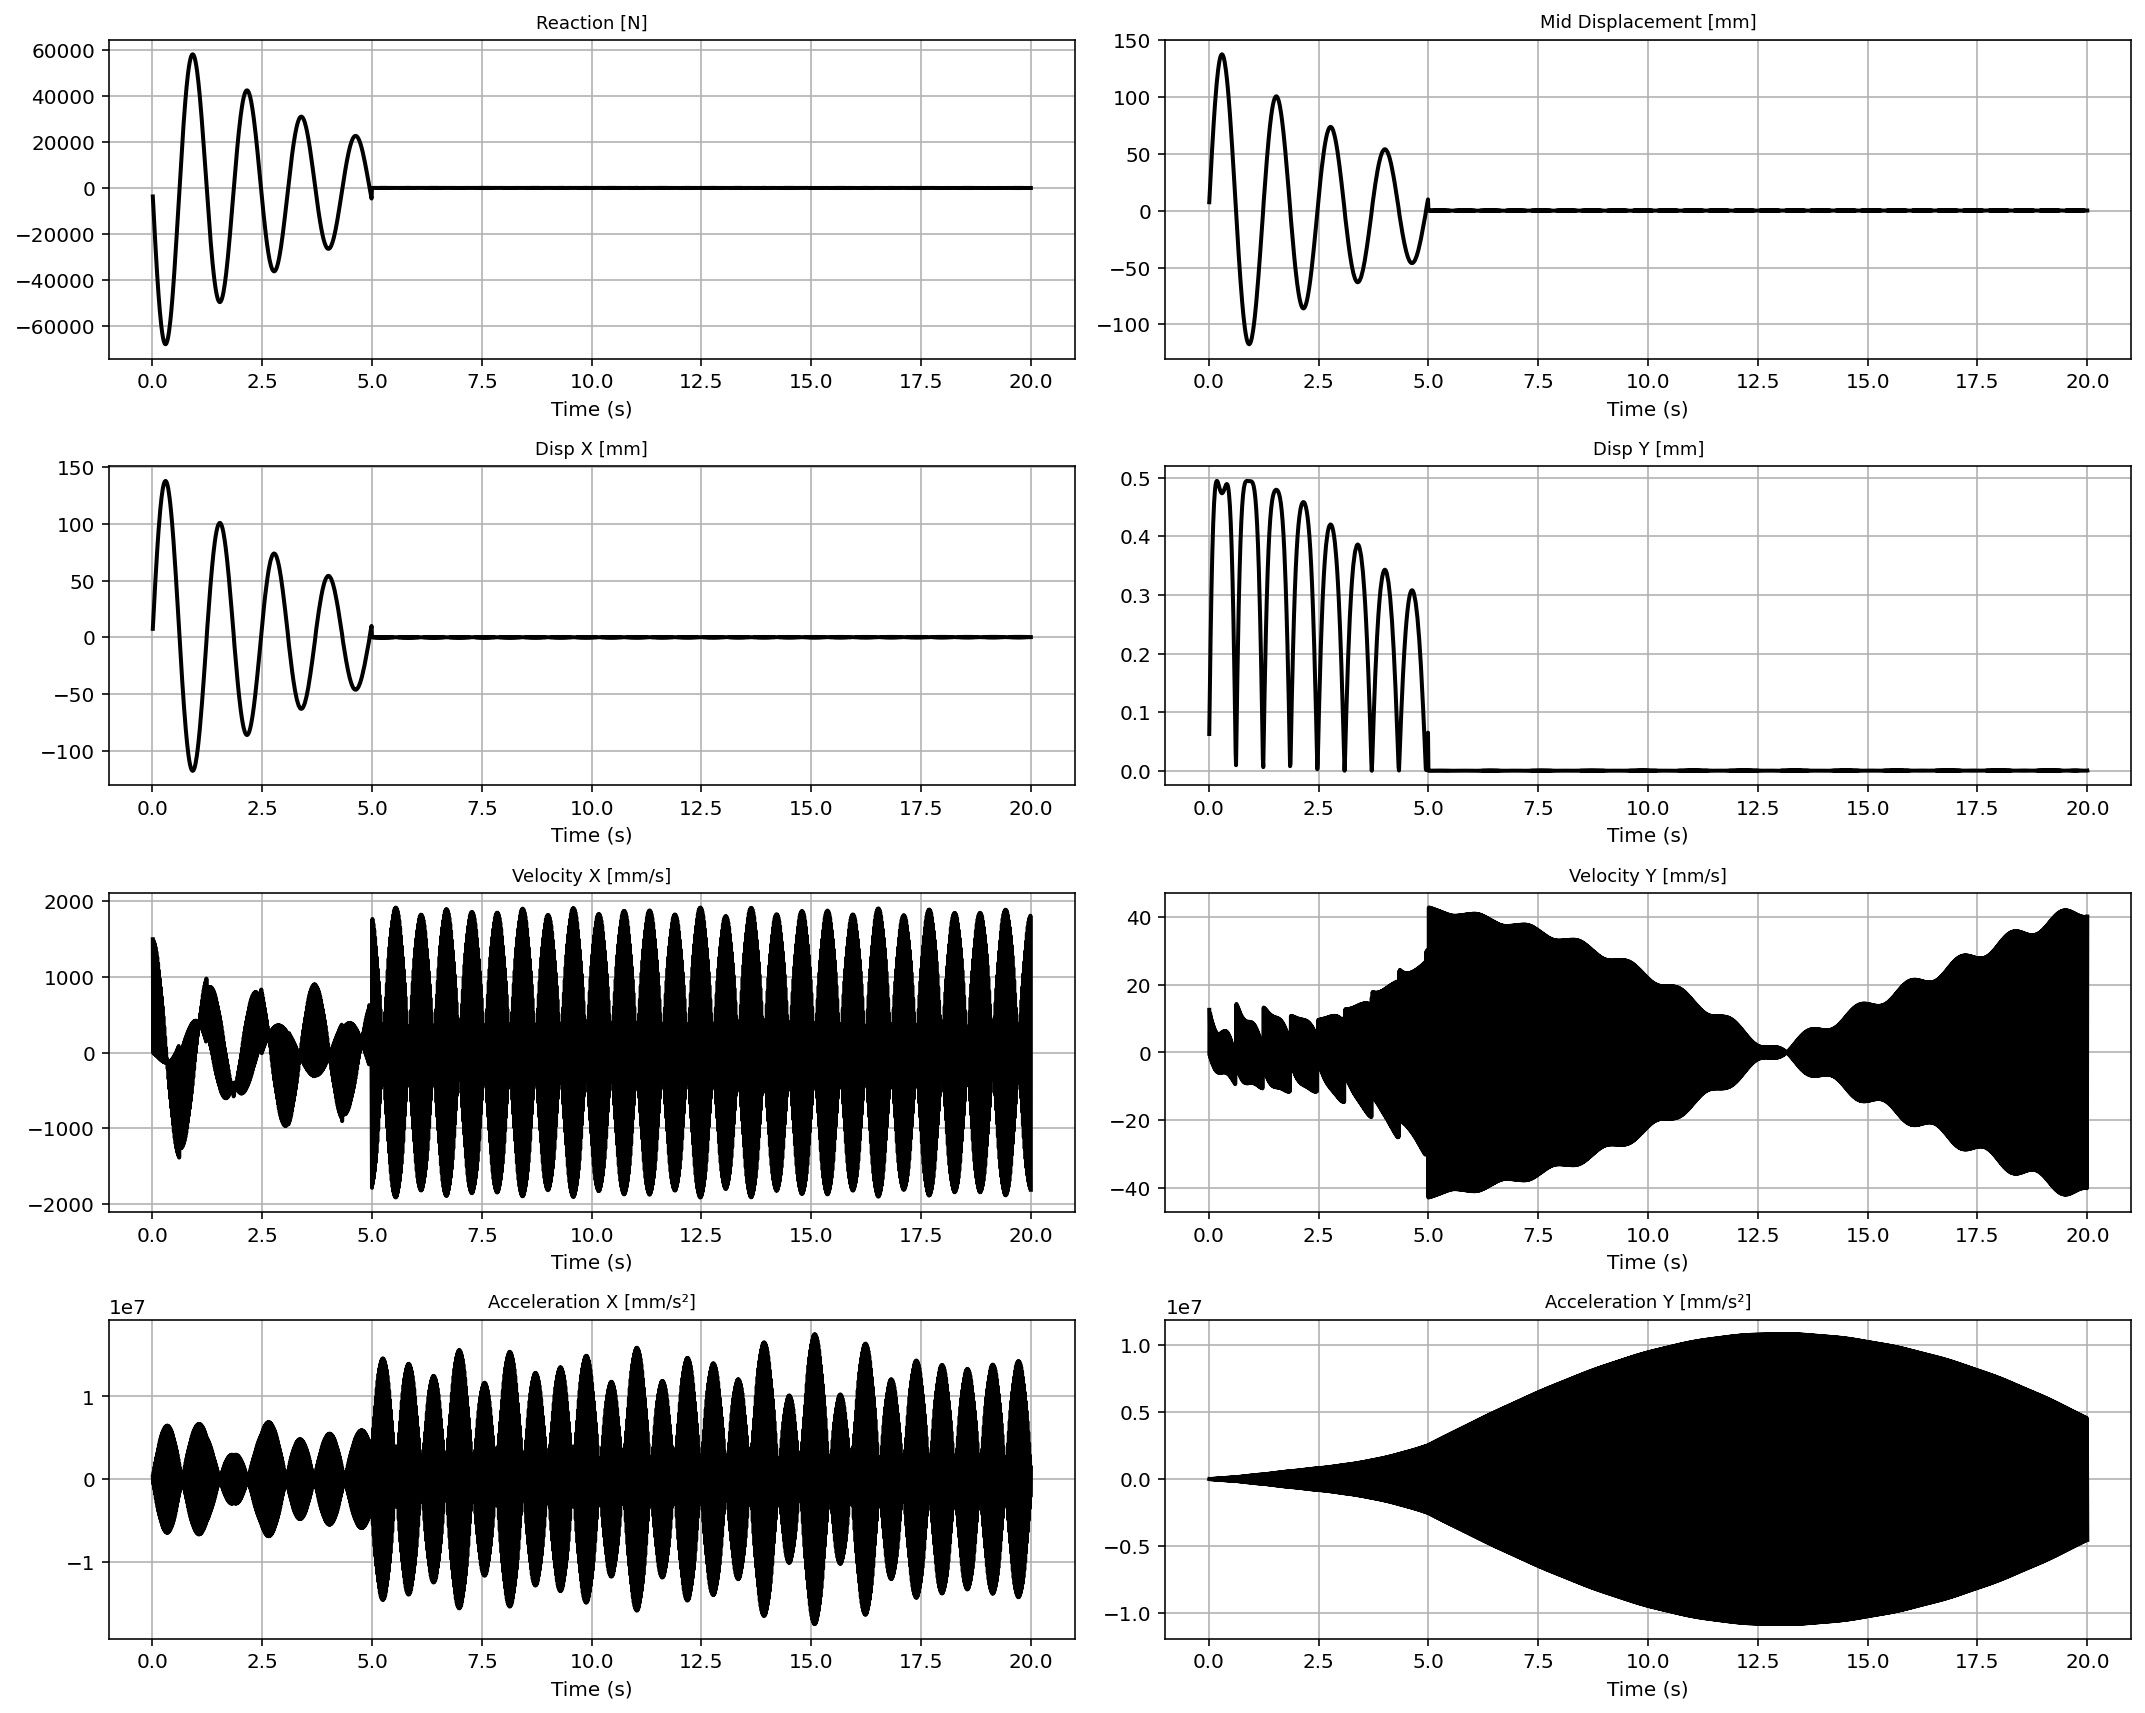 Reaction [N]
60000
40000
20000
0
−20000
−40000
−60000
0.0 2.5 5.0 7.5 10.0 12.5 15.0 17.5 20.0
Time (s)
Mid Displacement [mm]
150
100
50
0
−50
−100
0.0 2.5 5.0 7.5 10.0 12.5 15.0 17.5 20.0
Time (s)
Disp X [mm]
150
100
50
0
−50
−100
0.0 2.5 5.0 7.5 10.0 12.5 15.0 17.5 20.0
Time (s)
Disp Y [mm]
0.5
0.4
0.3
0.2
0.1
0.0
0.0 2.5 5.0 7.5 10.0 12.5 15.0 17.5 20.0
Time (s)
Velocity X [mm/s]
2000
1000
0
−1000
−2000
0.0 2.5 5.0 7.5 10.0 12.5 15.0 17.5 20.0
Time (s)
Velocity Y [mm/s]
40
20
0
−20
−40
0.0 2.5 5.0 7.5 10.0 12.5 15.0 17.5 20.0
Time (s)
1e7
Acceleration X [mm/s²]
1
0
−1
0.0 2.5 5.0 7.5 10.0 12.5 15.0 17.5 20.0
Time (s)
1e7
Acceleration Y [mm/s²]
1.0
0.5
0.0
−0.5
−1.0
0.0 2.5 5.0 7.5 10.0 12.5 15.0 17.5 20.0
Time (s)